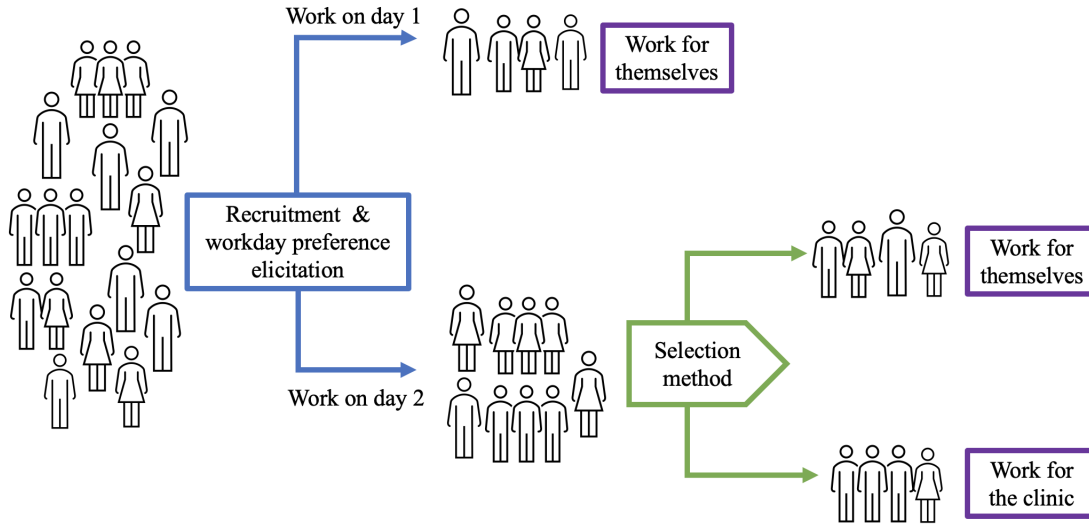 Work on day 1
Work for
themselves
Recruitment & 
workday preference
elicitation
Work on day 2
Selection
method
Work for
themselves
Work for
the clinic